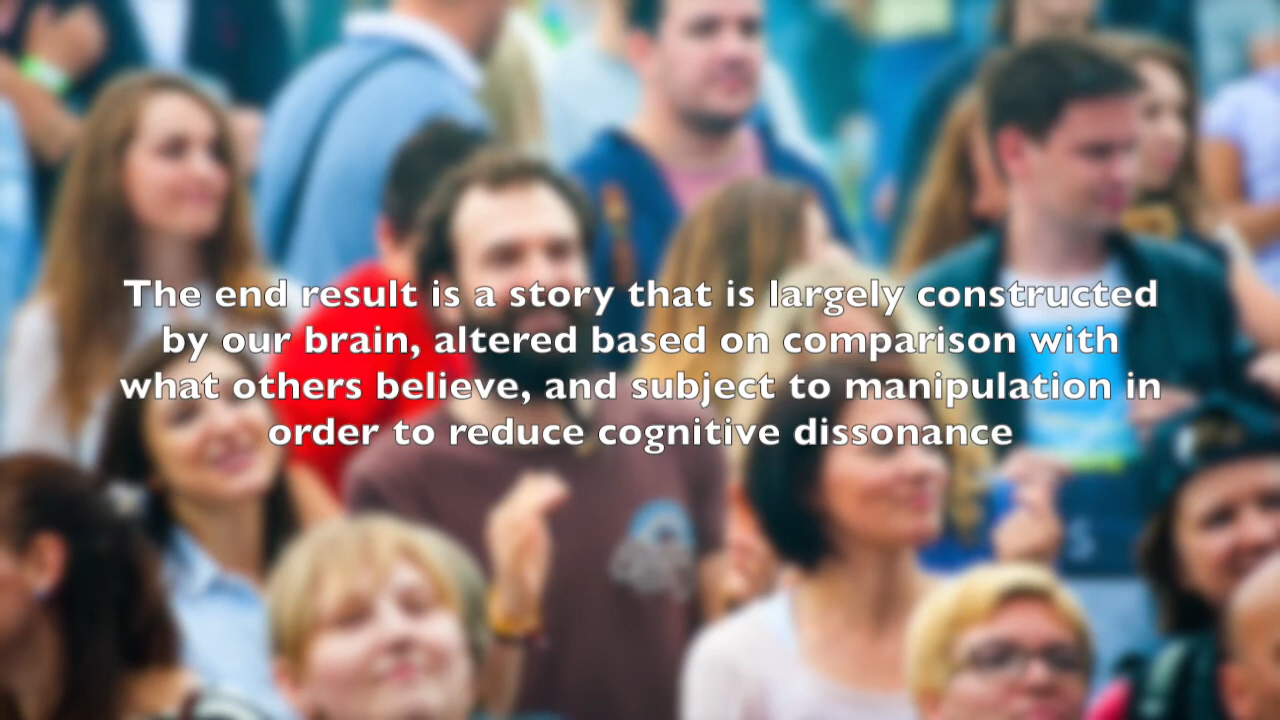 The end result is a story that is largely constructed
by our brain, altered based on comparison with
what others believe, and subject to manipulation in
order to reduce cognitive dissonance